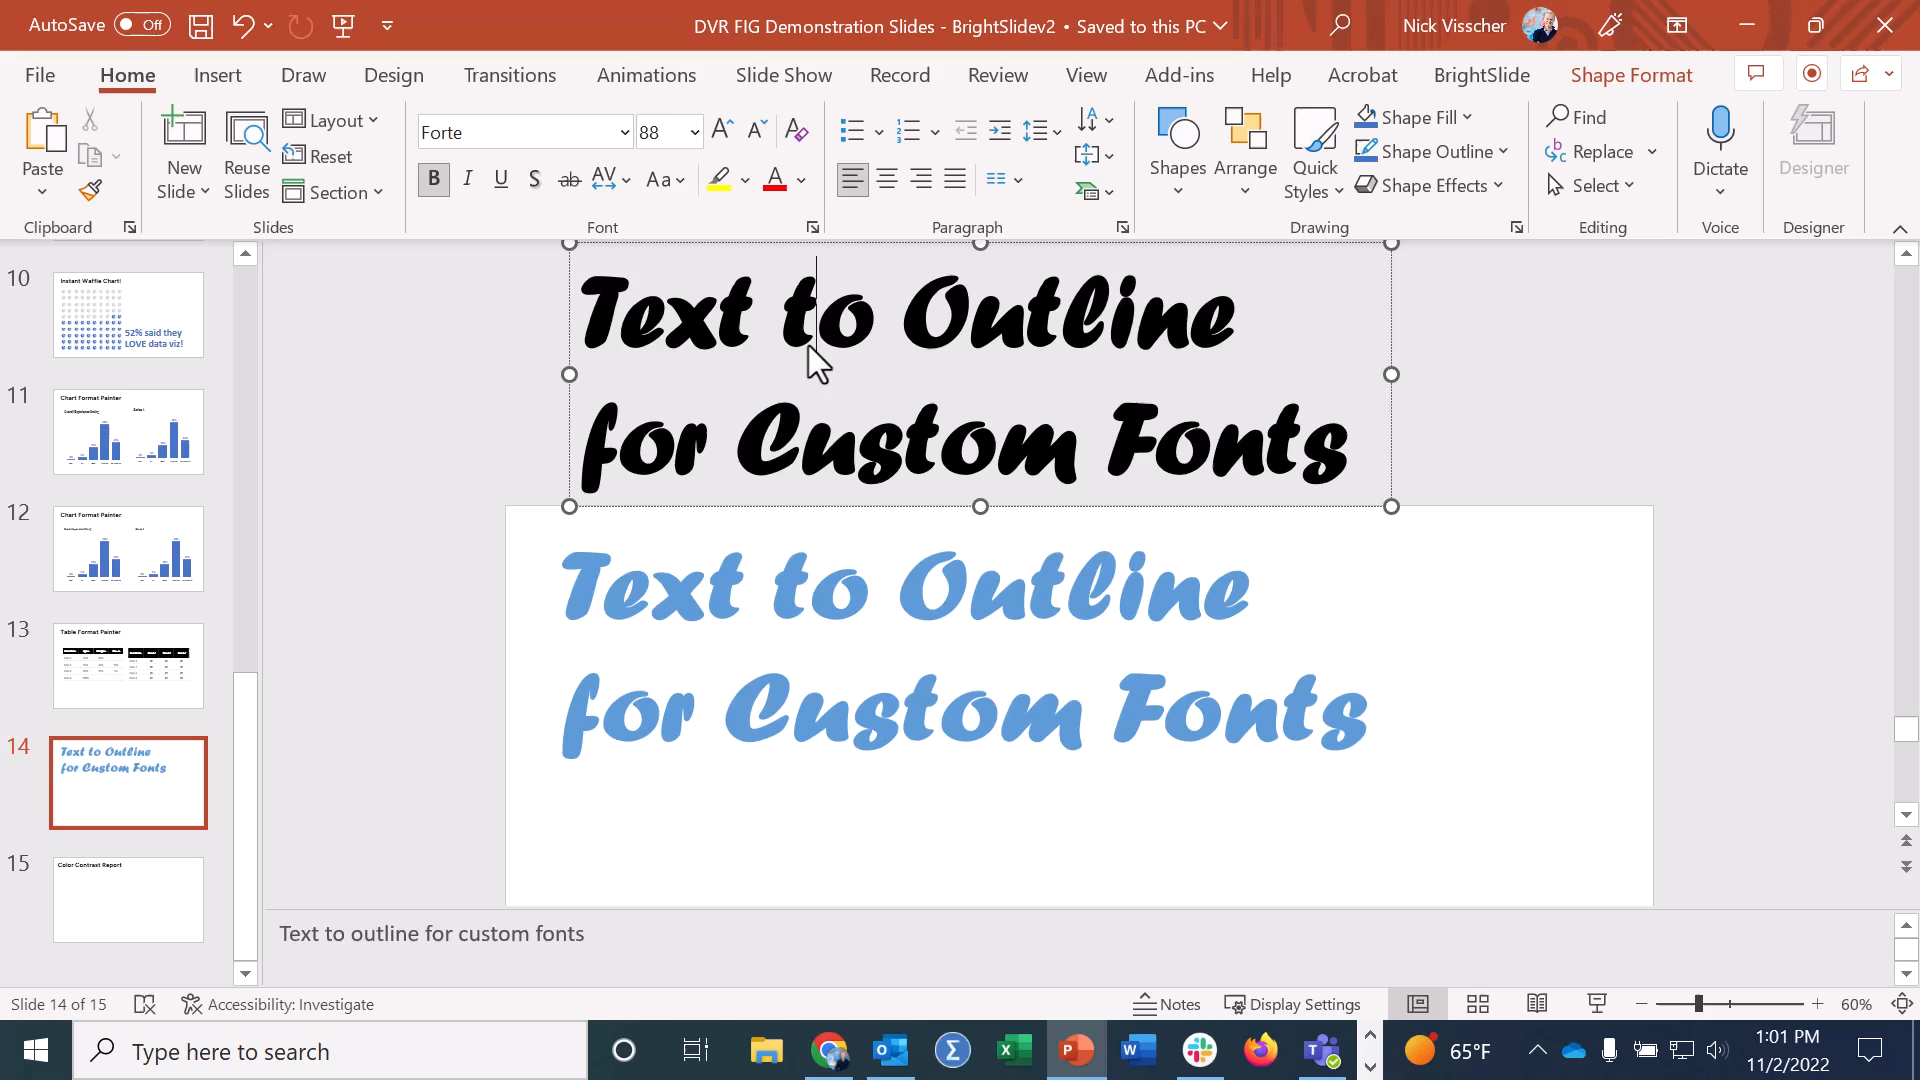 AutoSave Off
DVR FIG Demonstration Slides - BrightSlidev2 • Saved to this PC
Nick Visscher
File Home Insert Draw Design Transitions Animations Slide Show Record Review View Add-ins Help Acrobat BrightSlide Shape Format
Paste
Clipboard
New Slide
Reuse Slides
Layout
Reset
Section
Slides
Forte 88
B I U S ab AV Aa A
Font
Paragraph
Shapes
Arrange
Quick Styles
Shape Fill
Shape Outline
Shape Effects
Drawing
Find
Replace
Select
Editing
Dictate
Voice
Designer
Designer
10
Instant Waffle Chart!
52% said they
LOVE data viz!
11
Chart Format Painter
12
Chart Format Painter
13
Table Format Painter
14
Text to Outline
for Custom Fonts
15
Color Contrast Report
Text to Outline
for Custom Fonts
Text to Outline
for Custom Fonts
Text to outline for custom fonts
Slide 14 of 15
Accessibility: Investigate
Notes
Display Settings
60%
Type here to search
65°F
1:01 PM
11/2/2022